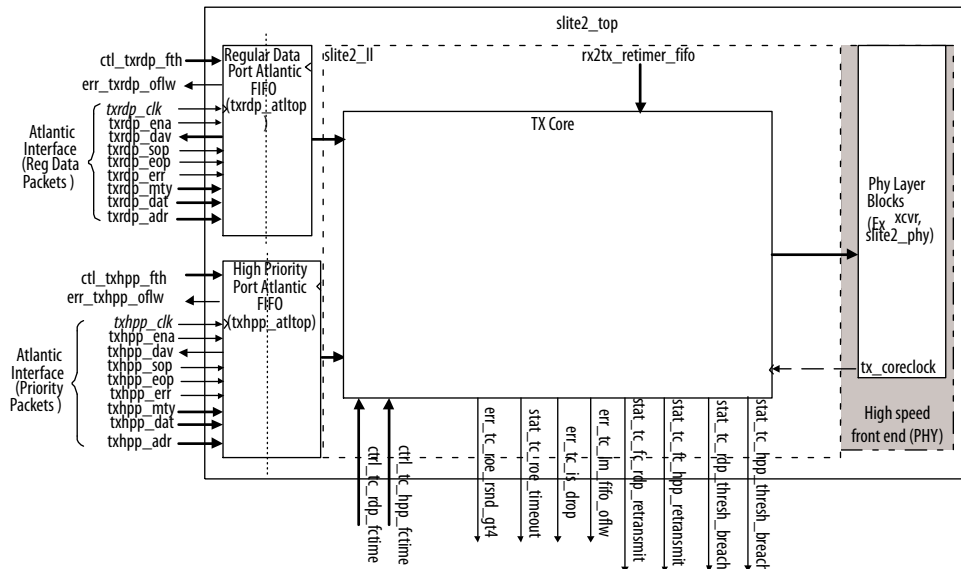 slite2_top
slite2_ll
rx2tx_retimer_fifo
Regular Data
Port Atlantic
FIFO
(txrdp_atltop
)
ctl_txrdp_fth
err_txrdp_oflw
txrdp_clk
txrdp_ena
txrdp_dav
txrdp_sop
txrdp_eop
txrdp_err
txrdp_mty
txrdp_dat
txrdp_adr
Atlantic
Interface
(Reg Data
Packets )
TX Core
Phy Layer
Blocks
(Ex xcvr,
slite2_phy)
High Priority
Port Atlantic
FIFO
(txhpp_atltop)
ctl_txhpp_fth
err_txhpp_oflw
txhpp_clk
txhpp_ena
txhpp_dav
txhpp_sop
txhpp_eop
txhpp_err
txhpp_mty
txhpp_dat
txhpp_adr
Atlantic
Interface
(Priority
Packets )
tx_coreclock
High speed
front end (PHY)
ctrl_tc_rdp_fctime
ctrl_tc_hpp_fctime
err_tc_roe_rsnd_gt4
stat_tc_roe_timeout
err_tc_is_drop
err_tc_lm_fifo_oflw
stat_tc_fc_rdp_retransmit
stat_tc_ft_hpp_retransmit
stat_tc_rdp_thresh_breach
stat_tc_hpp_thresh_breach